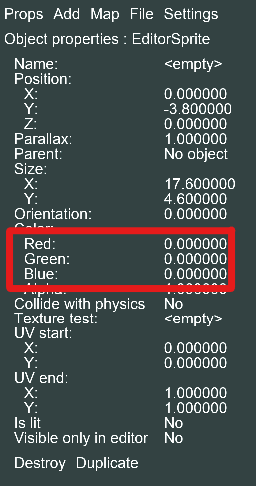 Props Add Map File Settings
Object properties : EditorSprite
Name: <empty>
Position:
X: 0.000000
Y: -3.800000
Z: 0.000000
Parallax: 1.000000
Parent: No object
Size:
X: 17.600000
Y: 4.600000
Orientation: 0.000000
Color:
Red: 0.000000
Green: 0.000000
Blue: 0.000000
Alpha: 1.000000
Collide with physics No
Texture test: <empty>
UV start:
X: 0.000000
Y: 0.000000
UV end:
X: 1.000000
Y: 1.000000
Is lit No
Visible only in editor No
Destroy Duplicate